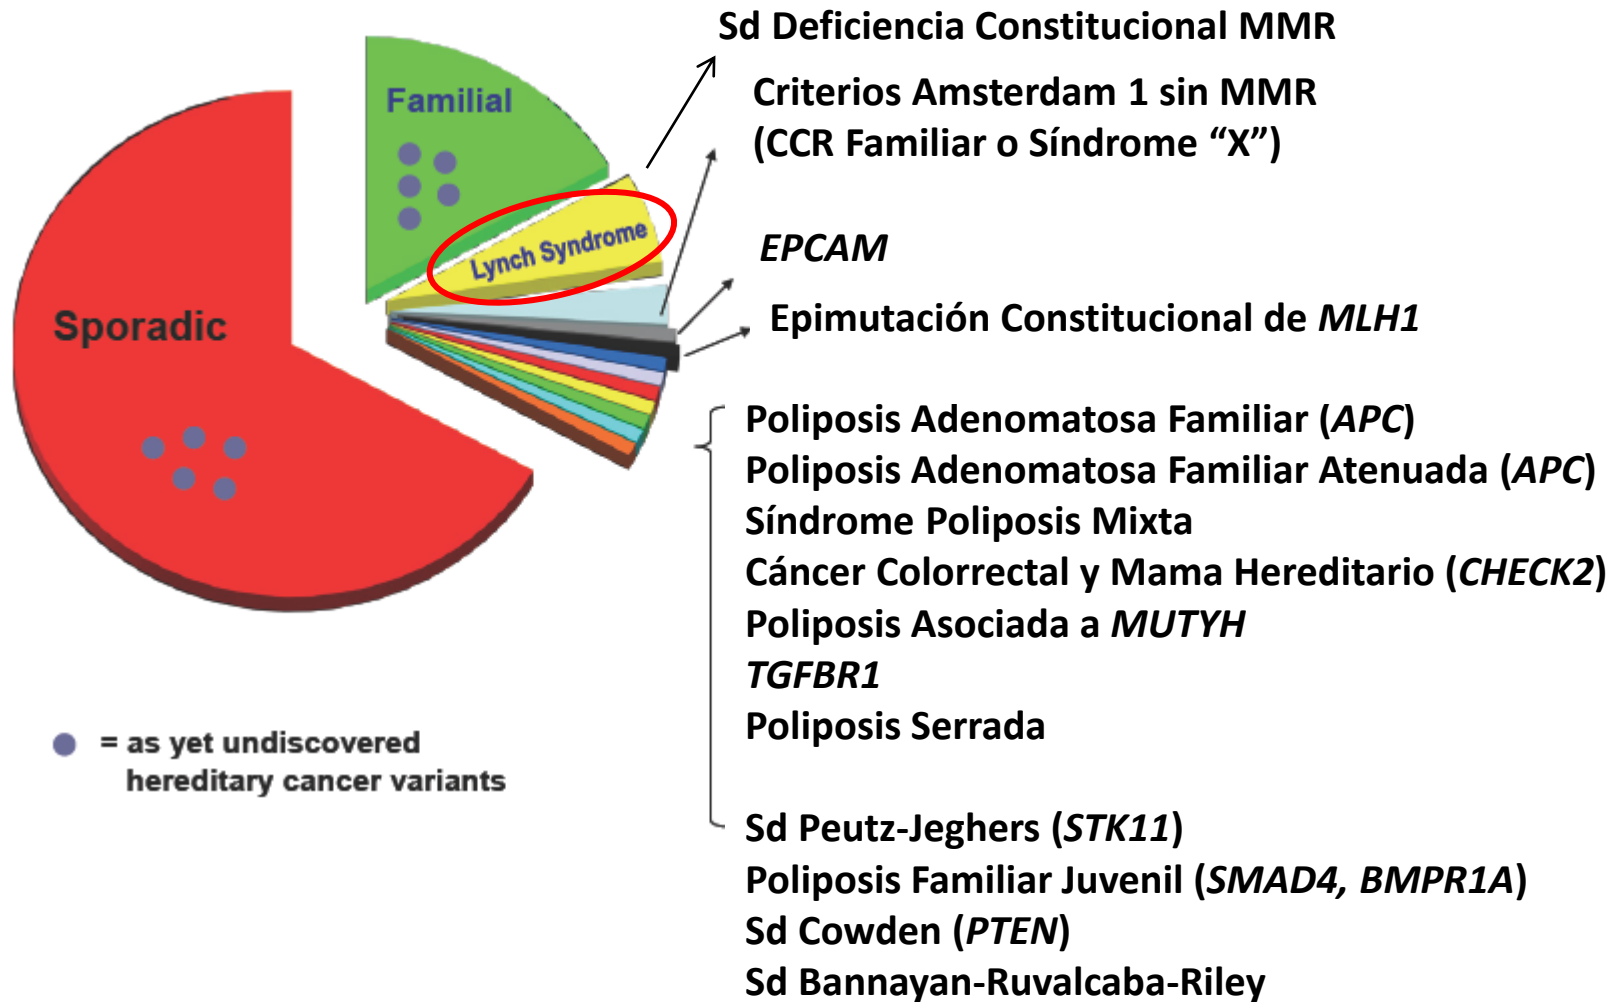 Sd Deficiencia Constitucional MMR
Familial
Criterios Amsterdam 1 sin MMR
(CCR Familiar o Síndrome “X”)
Lynch Syndrome
EPCAM
Sporadic
Epimutación Constitucional de MLH1
Poliposis Adenomatosa Familiar (APC)
Poliposis Adenomatosa Familiar Atenuada (APC)
Síndrome Poliposis Mixta
Cáncer Colorrectal y Mama Hereditario (CHECK2)
Poliposis Asociada a MUTYH
TGFBR1
Poliposis Serrada
= as yet undiscovered
hereditary cancer variants
Sd Peutz-Jeghers (STK11)
Poliposis Familiar Juvenil (SMAD4, BMPR1A)
Sd Cowden (PTEN)
Sd Bannayan-Ruvalcaba-Riley